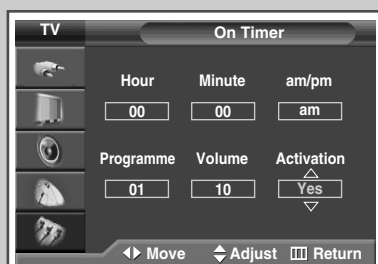 TV
On Timer
Hour Minute am/pm
00 00 am
Programme Volume Activation
01 10 Yes
Move Adjust Return